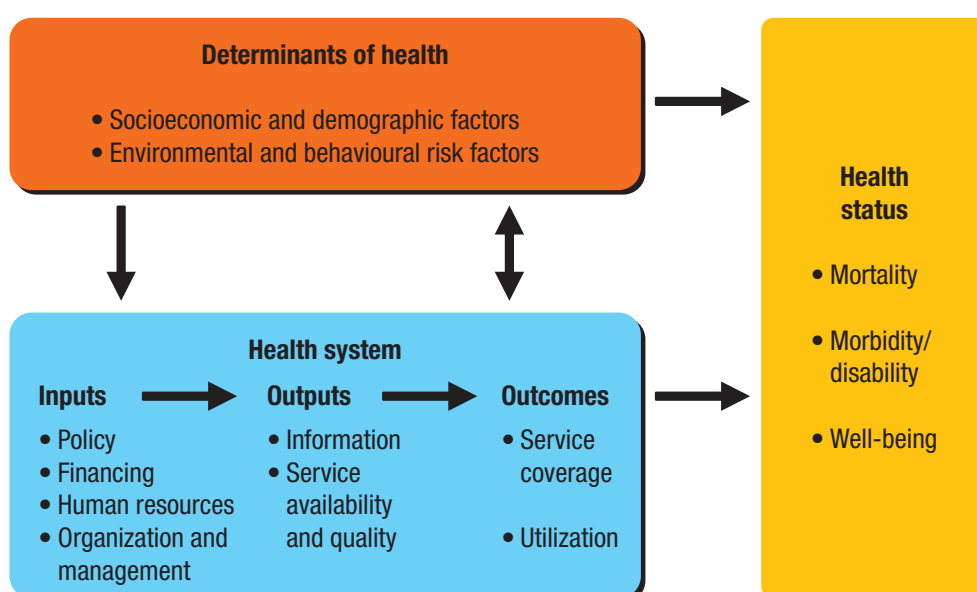 Determinants of health
• Socioeconomic and demographic factors
• Environmental and behavioural risk factors
Health system
Inputs
• Policy
• Financing
• Human resources
• Organization and
management
Outputs
• Information
• Service
availability
and quality
Outcomes
• Service
coverage
• Utilization
Health
status
• Mortality
• Morbidity/
disability
• Well-being